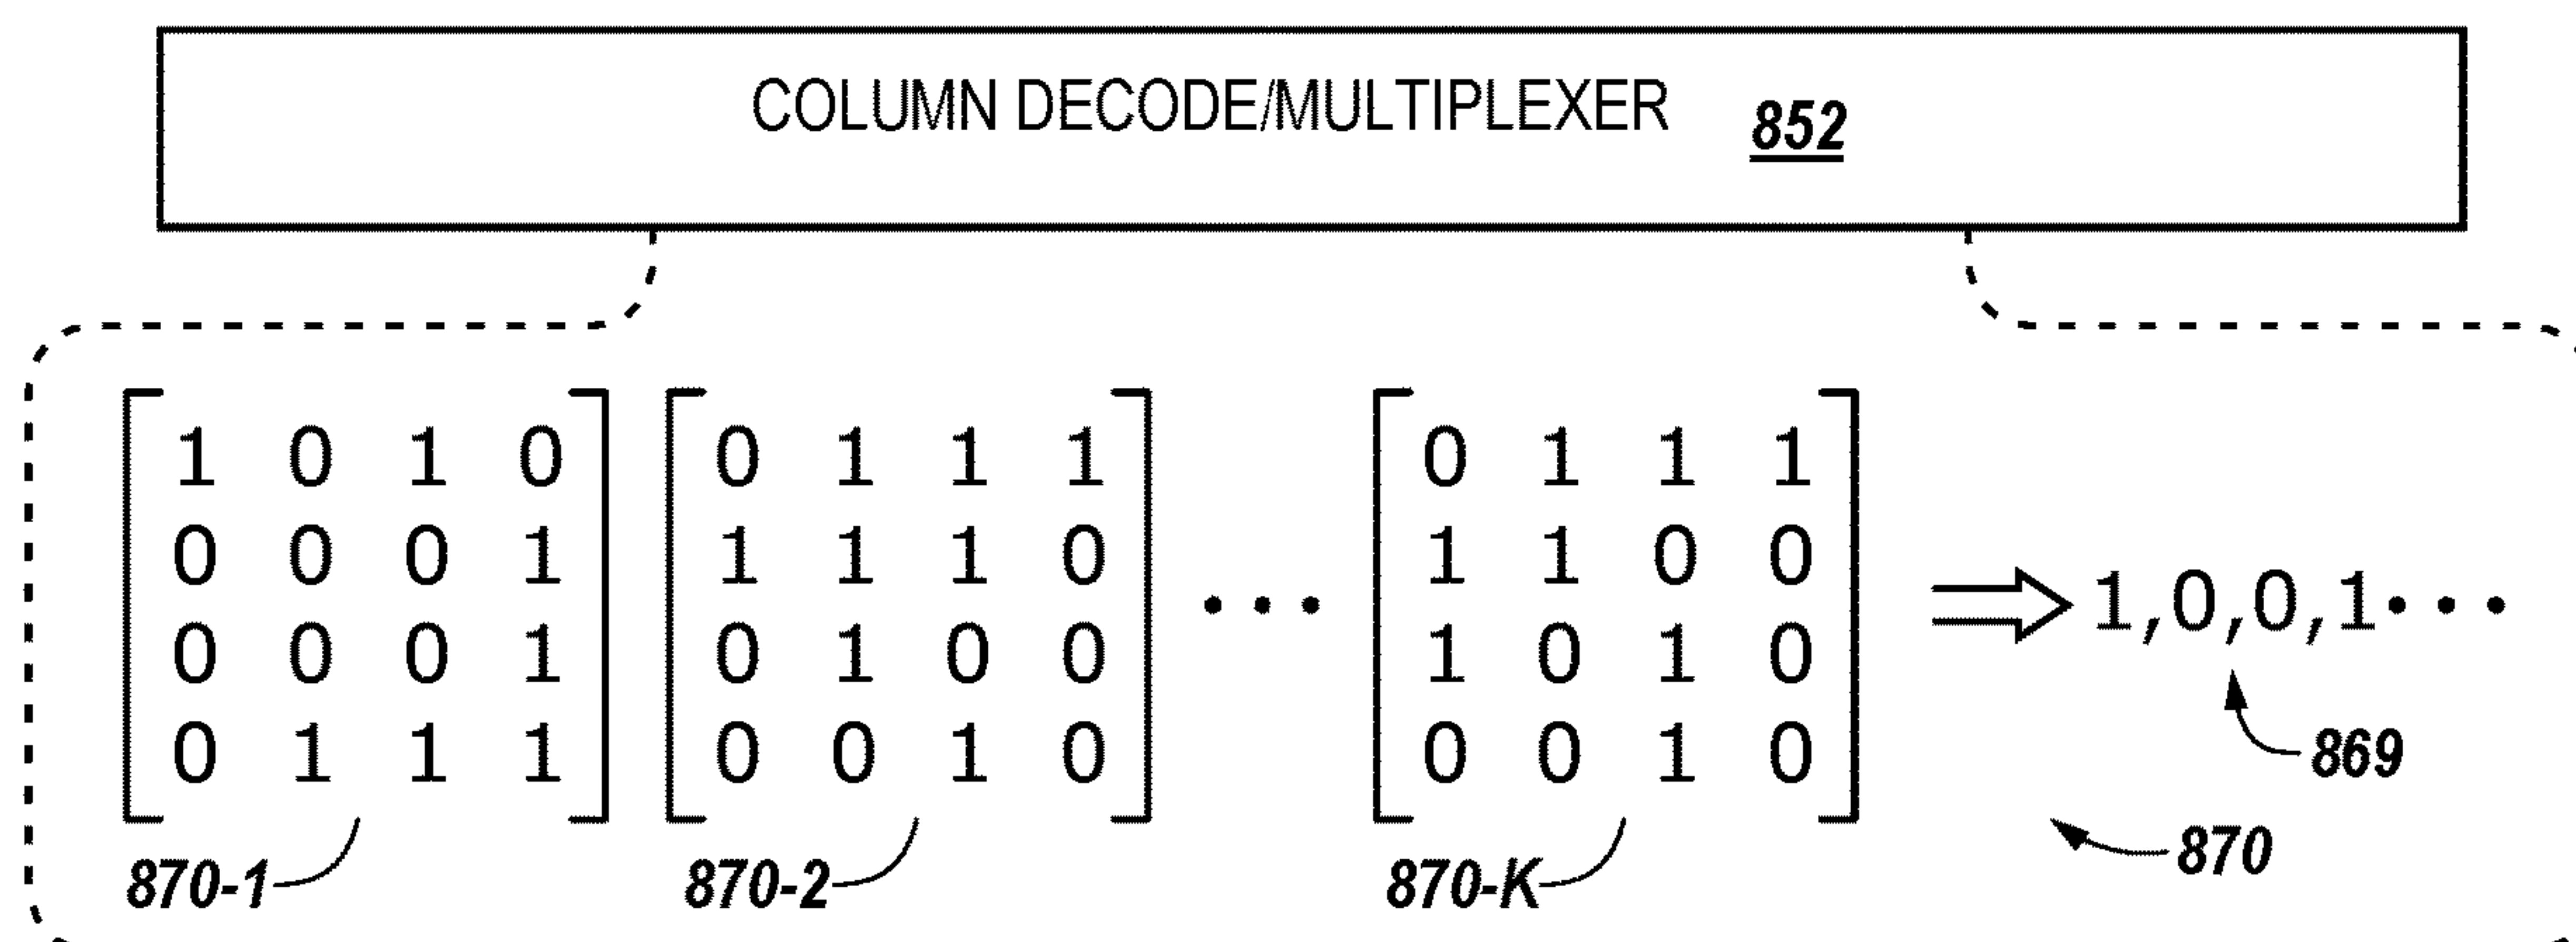 COLUMN DECODE/MULTIPLEXER 852
1 0 1 0 0 1 1 1 0 1 1 1
0 0 0 1 1 1 1 0 1 1 0 0
1,0,0,1...
0 0 0 1 0 1 0 0 1 0 1 0
0 1 1 1 0 0 1 0 0 0 1 0
869
870-1 870-2 870-K 870